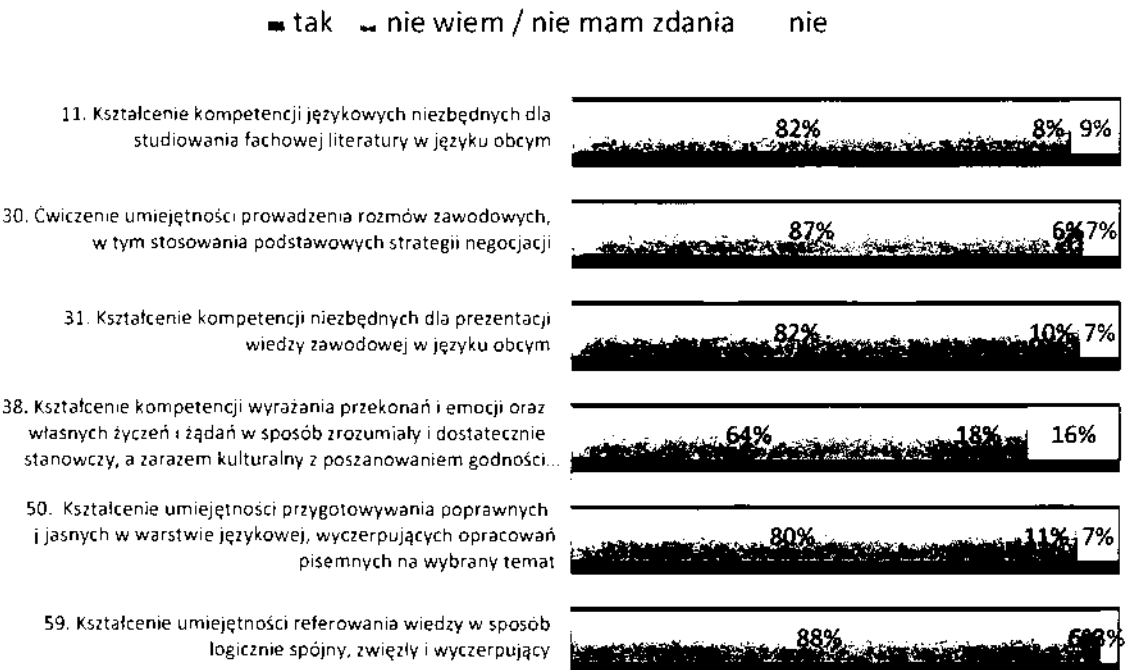 tak nie wiem / nie mam zdania nie
11. Kształcenie kompetencji językowych niezbędnych dla
studiowania fachowej literatury w języku obcym
82% 8% 9%
30. Ćwiczenie umiejętności prowadzenia rozmów zawodowych,
w tym stosowania podstawowych strategii negocjacji
87% 6% 7%
31. Kształcenie kompetencji niezbędnych dla prezentacji
wiedzy zawodowej w języku obcym
82% 10% 7%
38. Kształcenie kompetencji wyrażania przekonań i emocji oraz
własnych życzeń i żądań w sposób zrozumiały i dostatecznie
stanowczy, a zarazem kulturalny z poszanowaniem godności...
64% 18% 16%
50. Kształcenie umiejętności przygotowywania poprawnych
i jasnych w warstwie językowej, wyczerpujących opracowań
pisemnych na wybrany temat
80% 11% 7%
59. Kształcenie umiejętności referowania wiedzy w sposób
logicznie spójny, zwięzły i wyczerpujący
88%